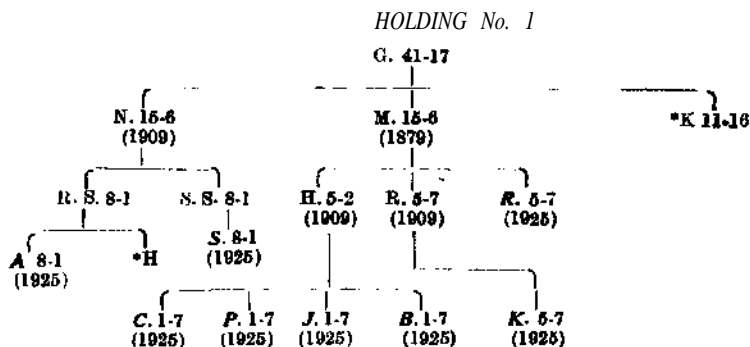 HOLDING No. 1
G. 41-17
N. 15-6 M. 15-6 *K 11-16
(1909) (1879)
R. S. 8-1 S. S. 8-1 H. 5-2 R. 5-7 R. 5-7
(1909) (1909) (1925)
A 8-1 *H S. 8-1
(1925) (1925)
C. 1-7 P. 1-7 J. 1-7 B. 1-7 K. 5-7
(1925) (1925) (1925) (1925) (1925)